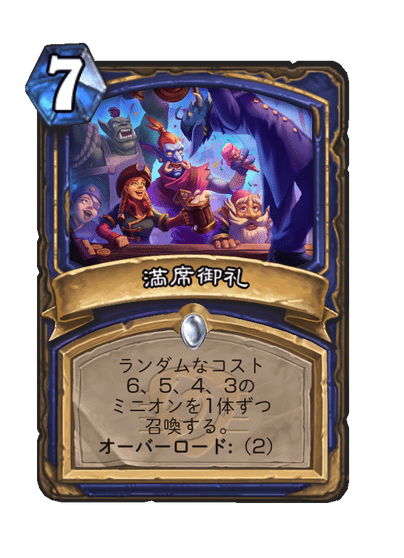 7
満席御礼
ランダムなコスト
6、5、4、3の
ミニオンを1体ずつ
召喚する。
オーバーロード:（2）